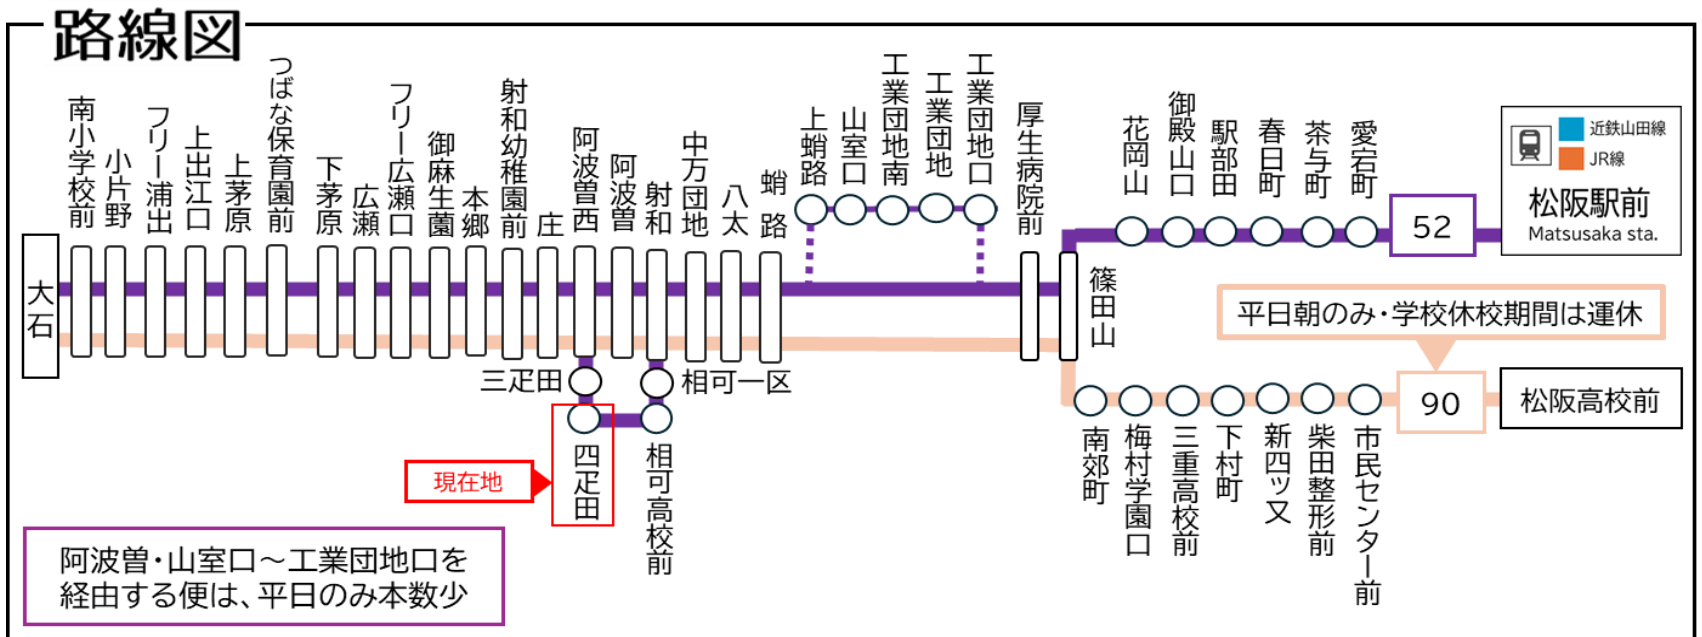 路線図
大石
南小学校前
小片野
フリー浦出
上出江口
上茅原
つばな保育園前
下茅原
広瀬
フリー広瀬口
御麻生薗
本郷
射和幼稚園前
庄
阿波曽西
阿波曽
射和
中万団地
八太
蛸路
上蛸路
山室口
工業団地南
工業団地
工業団地口
厚生病院前
篠田山
花岡山
御殿山口
駅部田
春日町
茶与町
愛宕町
52
近鉄山田線
JR線
松阪駅前
Matsusaka sta.
平日朝のみ・学校休校期間は運休
90
松阪高校前
三疋田
相可一区
四疋田
相可高校前
現在地
南郊町
梅村学園口
三重高校前
下村町
新四ッ又
柴田整形前
市民センター前
阿波曽・山室口～工業団地口を
経由する便は、平日のみ本数少